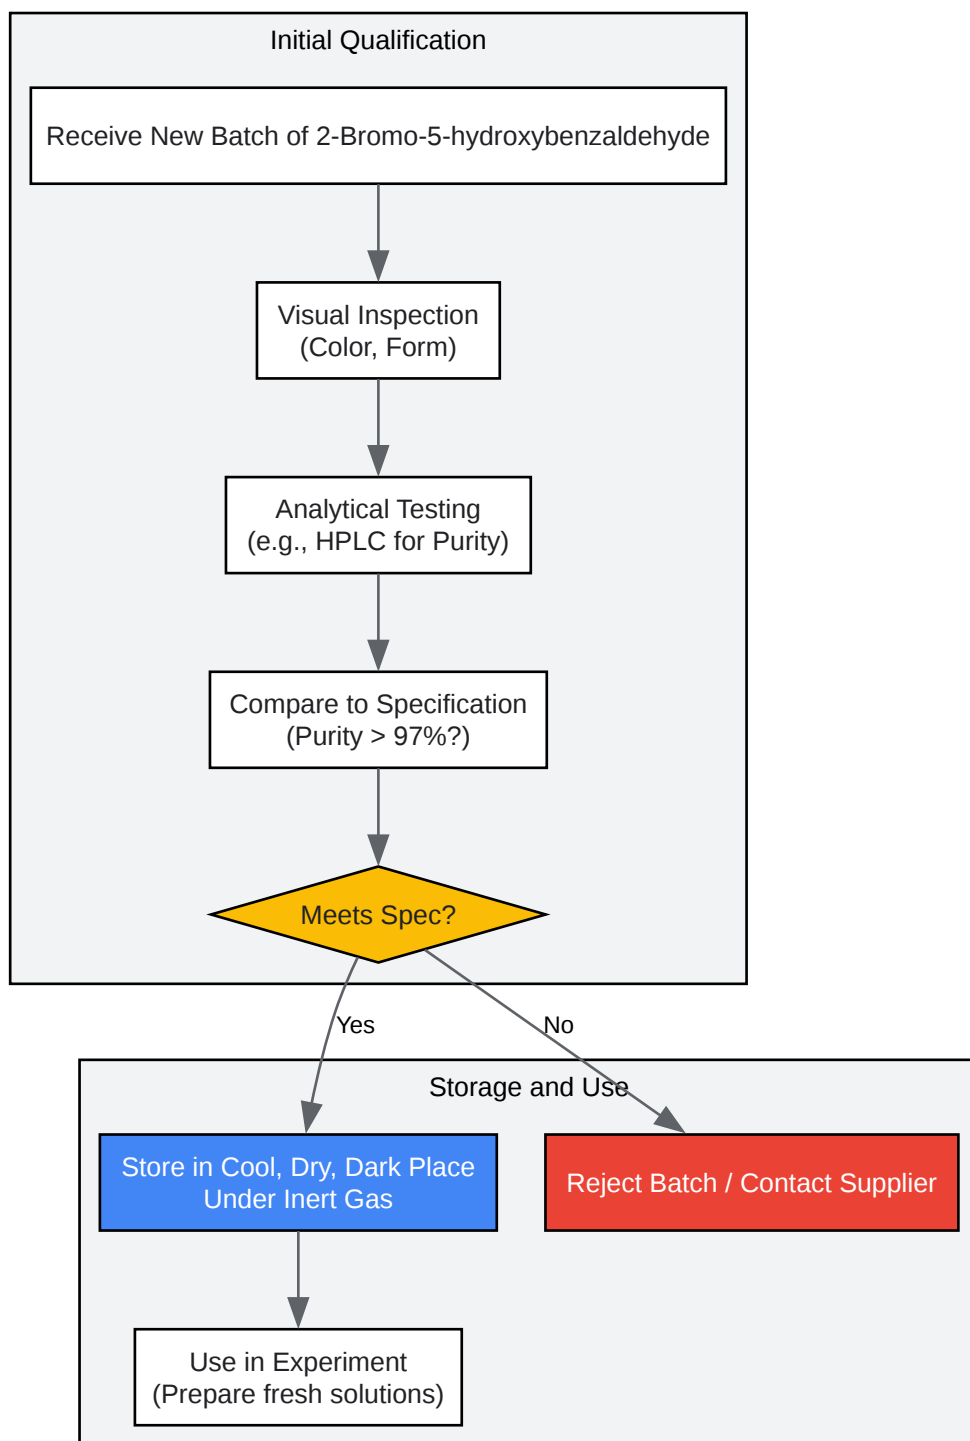 Initial Qualification
Receive New Batch of 2-Bromo-5-hydroxybenzaldehyde
Visual Inspection
(Color, Form)
Analytical Testing
(e.g., HPLC for Purity)
Compare to Specification
(Purity > 97%?)
Meets Spec?
Yes
No
Storage and Use
Store in Cool, Dry, Dark Place
Under Inert Gas
Reject Batch / Contact Supplier
Use in Experiment
(Prepare fresh solutions)